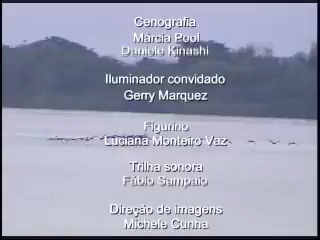 Cenografia
Márcia Pool
Daniele Kinashi
Iluminador convidado
Gerry Marquez
Figurino
Luciana Monteiro Vaz
Trilha sonora
Fábio Sampaio
Direção de imagens
Michele Cunha